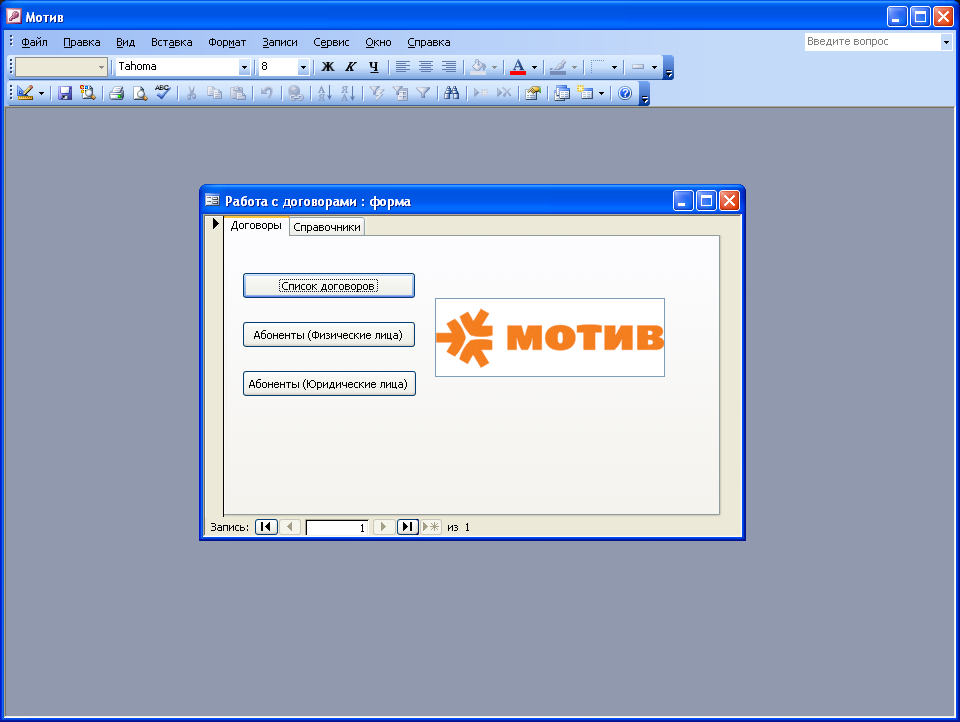 Мотив
Файл Правка Вид Вставка Формат Записи Сервис Окно Справка Введите вопрос
Tahoma 8 Ж К Ч A
ABC
Работа с договорами : форма
Договоры Справочники
Список договоров
Абоненты (Физические лица)
Абоненты (Юридические лица)
МОТИВ
Запись: 1 из 1